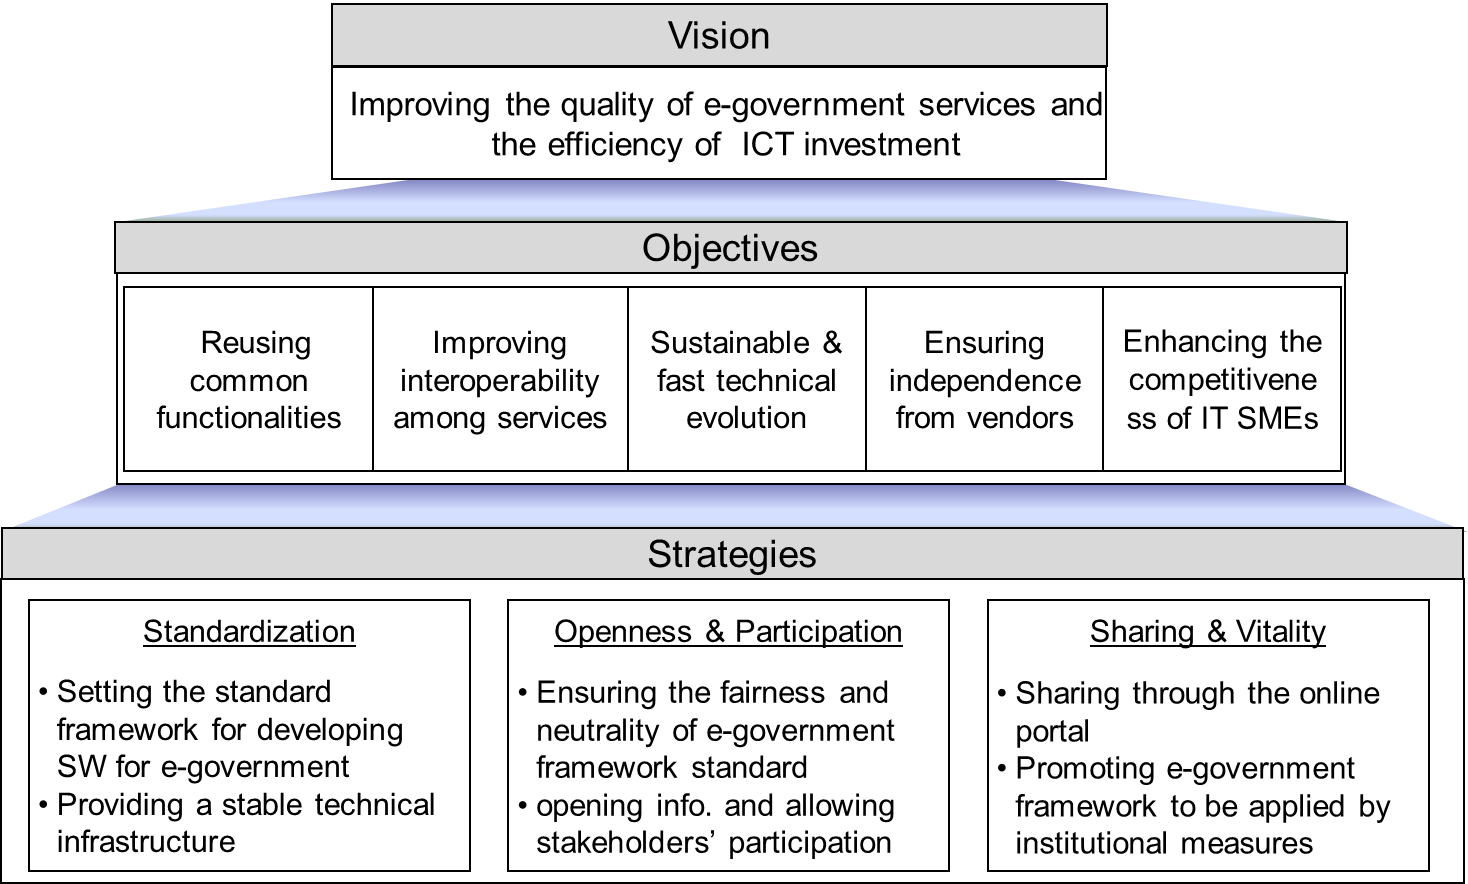 Vision
Improving the quality of e-government services and
the efficiency of ICT investment
Objectives
Reusing
common
functionalities
Improving
interoperability
among services
Sustainable &
fast technical
evolution
Ensuring
independence
from vendors
Enhancing the
competitivene
ss of IT SMEs
Strategies
Standardization
• Setting the standard
framework for developing
SW for e-government
• Providing a stable technical
infrastructure
Openness & Participation
• Ensuring the fairness and
neutrality of e-government
framework standard
• opening info. and allowing
stakeholders’ participation
Sharing & Vitality
• Sharing through the online
portal
• Promoting e-government
framework to be applied by
institutional measures